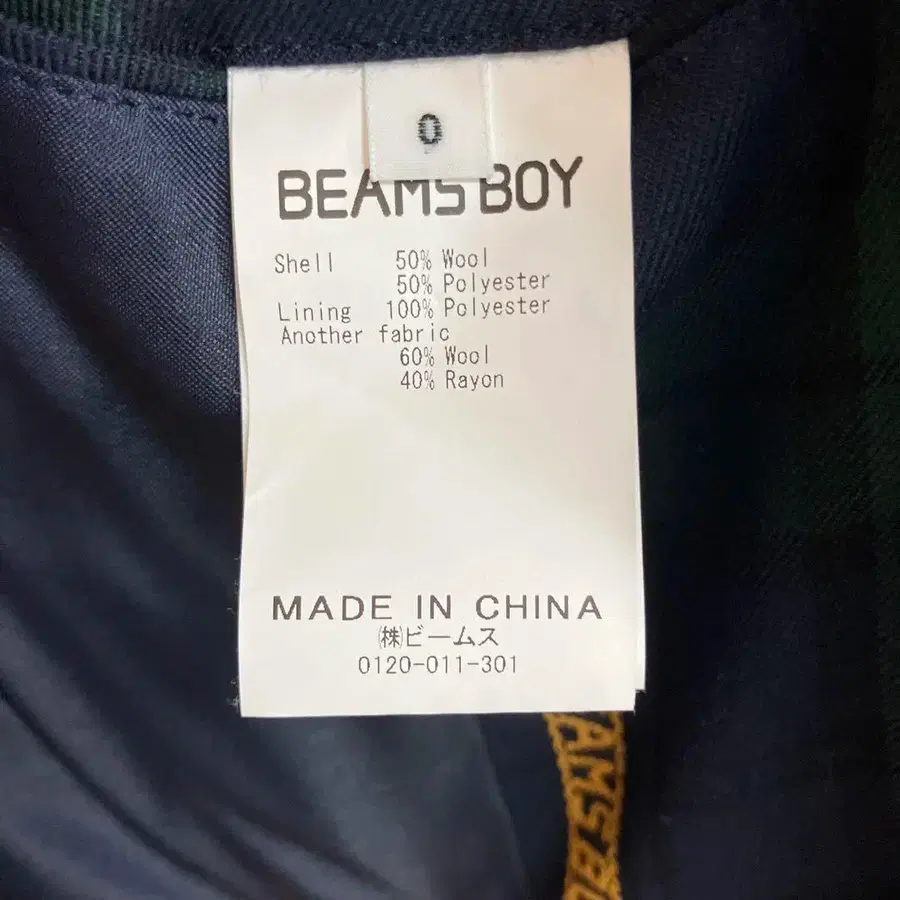 0
BEAMS BOY
Shell 50% Wool
50% Polyester
Lining 100% Polyester
Another fabric
60% Wool
40% Rayon
MADE IN CHINA
㈱ビームス
0120-011-301